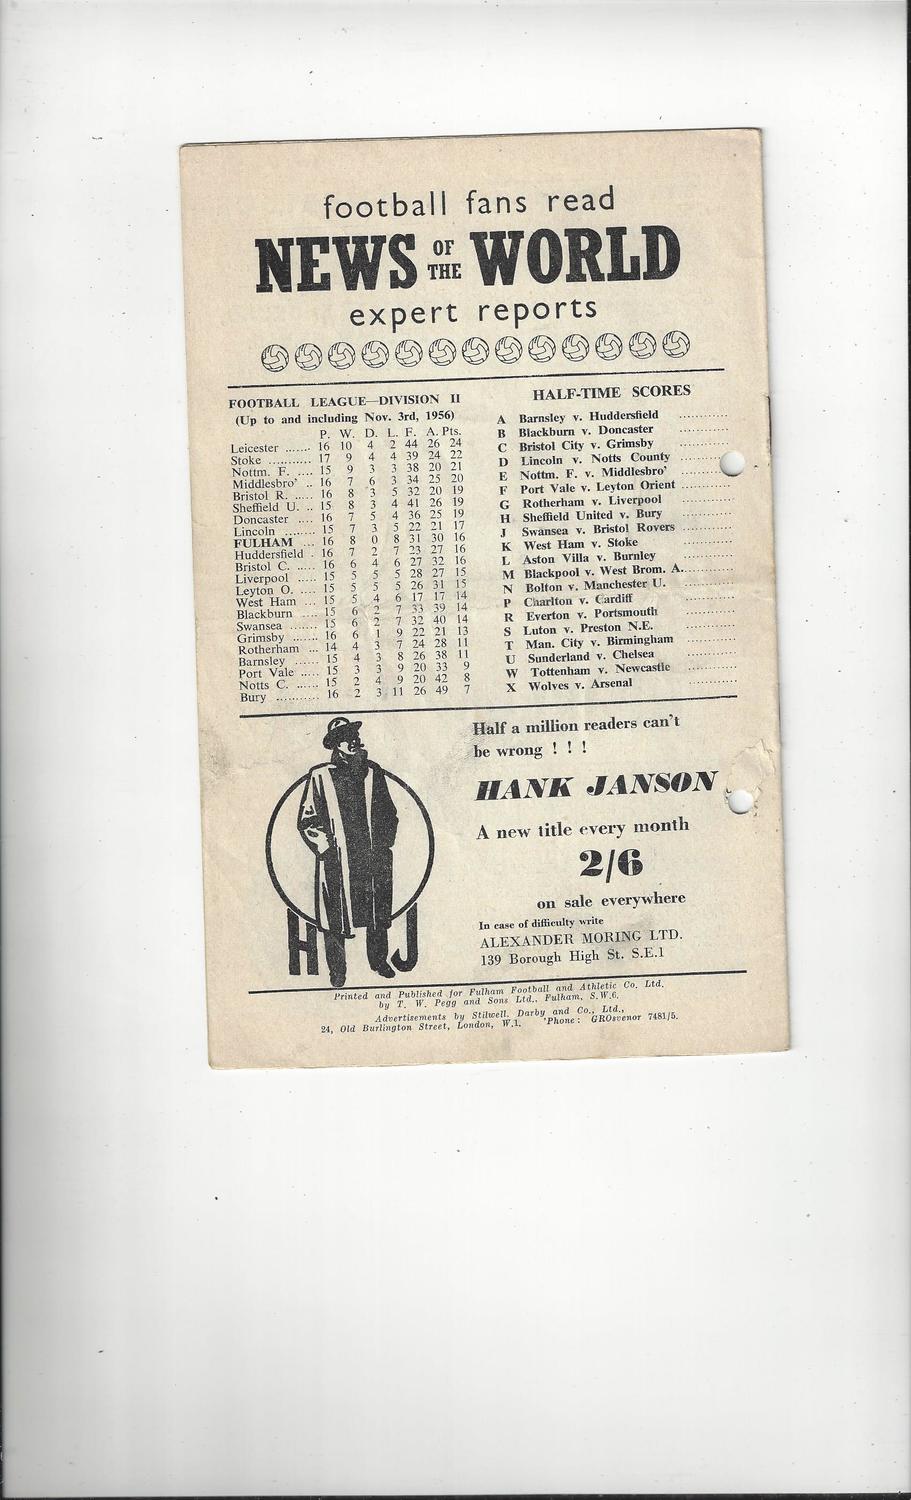 football fans read
NEWS OF THE WORLD
expert reports
FOOTBALL LEAGUE—DIVISION II
(Up to and including Nov. 3rd, 1956)
P. W. D. L. F. A. Pts.
Leicester ....... 16 10 4 2 44 26 24
Stoke ........... 17 9 4 4 39 24 22
Nottm. F. .... 15 9 3 3 38 20 21
Middlesbro' .. 16 7 6 3 34 25 20
Bristol R. ..... 16 8 3 5 32 20 19
Sheffield U. .. 15 8 3 4 41 26 19
Doncaster .... 16 7 5 4 36 25 19
Lincoln ........ 15 7 3 5 22 21 17
FULHAM ... 16 8 0 8 31 30 16
Huddersfield . 16 7 2 7 23 27 16
Bristol C. ..... 16 6 4 6 27 32 16
Liverpool ..... 15 5 5 5 28 27 15
Leyton O. .... 15 5 5 5 26 31 15
West Ham ... 15 5 4 6 17 17 14
Blackburn .... 15 6 2 7 33 39 14
Swansea ....... 15 6 2 7 32 40 14
Grimsby ....... 16 6 1 9 22 21 13
Rotherham ... 14 4 3 7 24 28 11
Barnsley ...... 15 4 3 8 26 38 11
Port Vale ..... 15 3 3 9 20 33 9
Notts C. ...... 15 2 4 9 20 42 8
Bury ........... 16 2 3 11 26 49 7
HALF-TIME SCORES
A Barnsley v. Huddersfield ............
B Blackburn v. Doncaster ............
C Bristol City v. Grimsby ............
D Lincoln v. Notts County ............
E Nottm. F. v. Middlesbro' ............
F Port Vale v. Leyton Orient ............
G Rotherham v. Liverpool ............
H Sheffield United v. Bury ............
J Swansea v. Bristol Rovers ............
K West Ham v. Stoke ............
L Aston Villa v. Burnley ............
M Blackpool v. West Brom. A. ............
N Bolton v. Manchester U. ............
P Charlton v. Cardiff ............
R Everton v. Portsmouth ............
S Luton v. Preston N.E. ............
T Man. City v. Birmingham ............
U Sunderland v. Chelsea ............
W Tottenham v. Newcastle ............
X Wolves v. Arsenal ............
Half a million readers can't
be wrong ! ! !
HANK JANSON
A new title every month
2/6
on sale everywhere
In case of difficulty write
ALEXANDER MORING LTD.
139 Borough High St. S.E.1
H J
Printed and Published for Fulham Football and Athletic Co. Ltd.
by T. W. Pegg and Sons Ltd., Fulham, S.W.6.
Advertisements by Stilwell, Darby and Co., Ltd.,
24, Old Burlington Street, London, W.1. 'Phone: GROsvenor 7481/5.